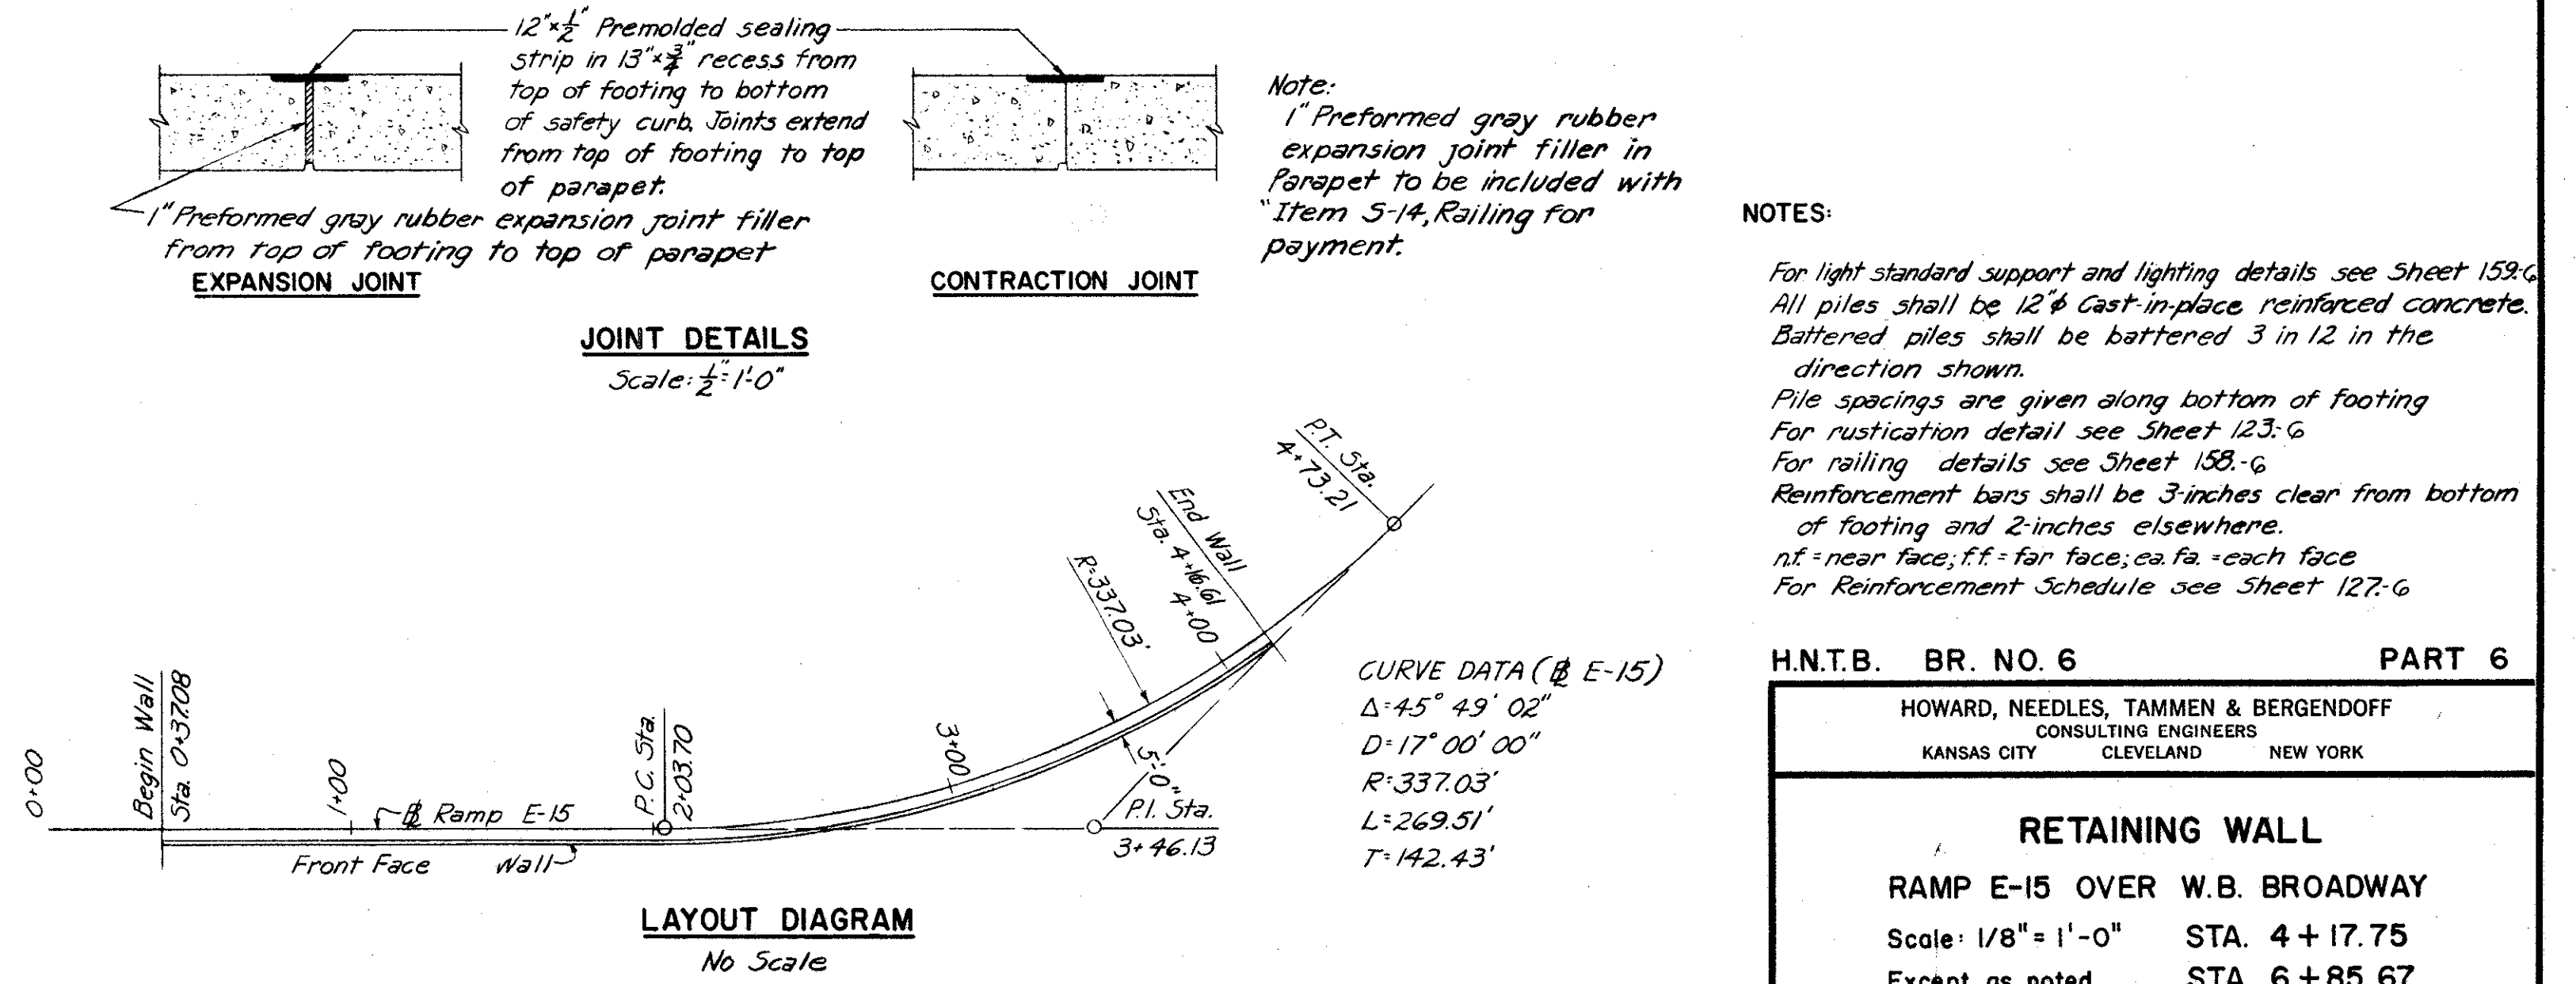 12"x1/2" Premolded sealing
strip in 13"x3/4" recess from
top of footing to bottom
of safety curb. Joints extend
from top of footing to top
of parapet.
1" Preformed gray rubber expansion joint filler
from top of footing to top of parapet
EXPANSION JOINT
CONTRACTION JOINT
Note:
1" Preformed gray rubber
expansion joint filler in
Parapet to be included with
"Item S-14, Railing for
payment.
JOINT DETAILS
Scale: 1/2" = 1'-0"
NOTES:
For light standard support and lighting details see Sheet 159-6
All piles shall be 12"ϕ Cast-in-place reinforced concrete.
Battered piles shall be battered 3 in 12 in the
direction shown.
Pile spacings are given along bottom of footing
For rustication detail see Sheet 123-6
For railing details see Sheet 158-6
Reinforcement bars shall be 3-inches clear from bottom
of footing and 2-inches elsewhere.
n.f. = near face; f.f. = far face; ea. fa. = each face
For Reinforcement Schedule see Sheet 127-6
0+00
Begin Wall
Sta. 0+37.08
1+00
℄ Ramp E-15
Front Face Wall
P.C. Sta.
2+03.70
3+00
R=337.03'
5'-0"
P.I. Sta.
3+46.13
4+00
End Wall
Sta. 4+16.61
P.T. Sta.
4+73.21
CURVE DATA (℄ E-15)
Δ=45° 49' 02"
D=17° 00' 00"
R=337.03'
L=269.51'
T=142.43'
LAYOUT DIAGRAM
No Scale
H.N.T.B. BR. NO. 6 PART 6
HOWARD, NEEDLES, TAMMEN & BERGENDOFF
CONSULTING ENGINEERS
KANSAS CITY CLEVELAND NEW YORK
RETAINING WALL
RAMP E-15 OVER W.B. BROADWAY
Scale: 1/8" = 1'-0" STA. 4+17.75
Except as noted STA. 6+85.67